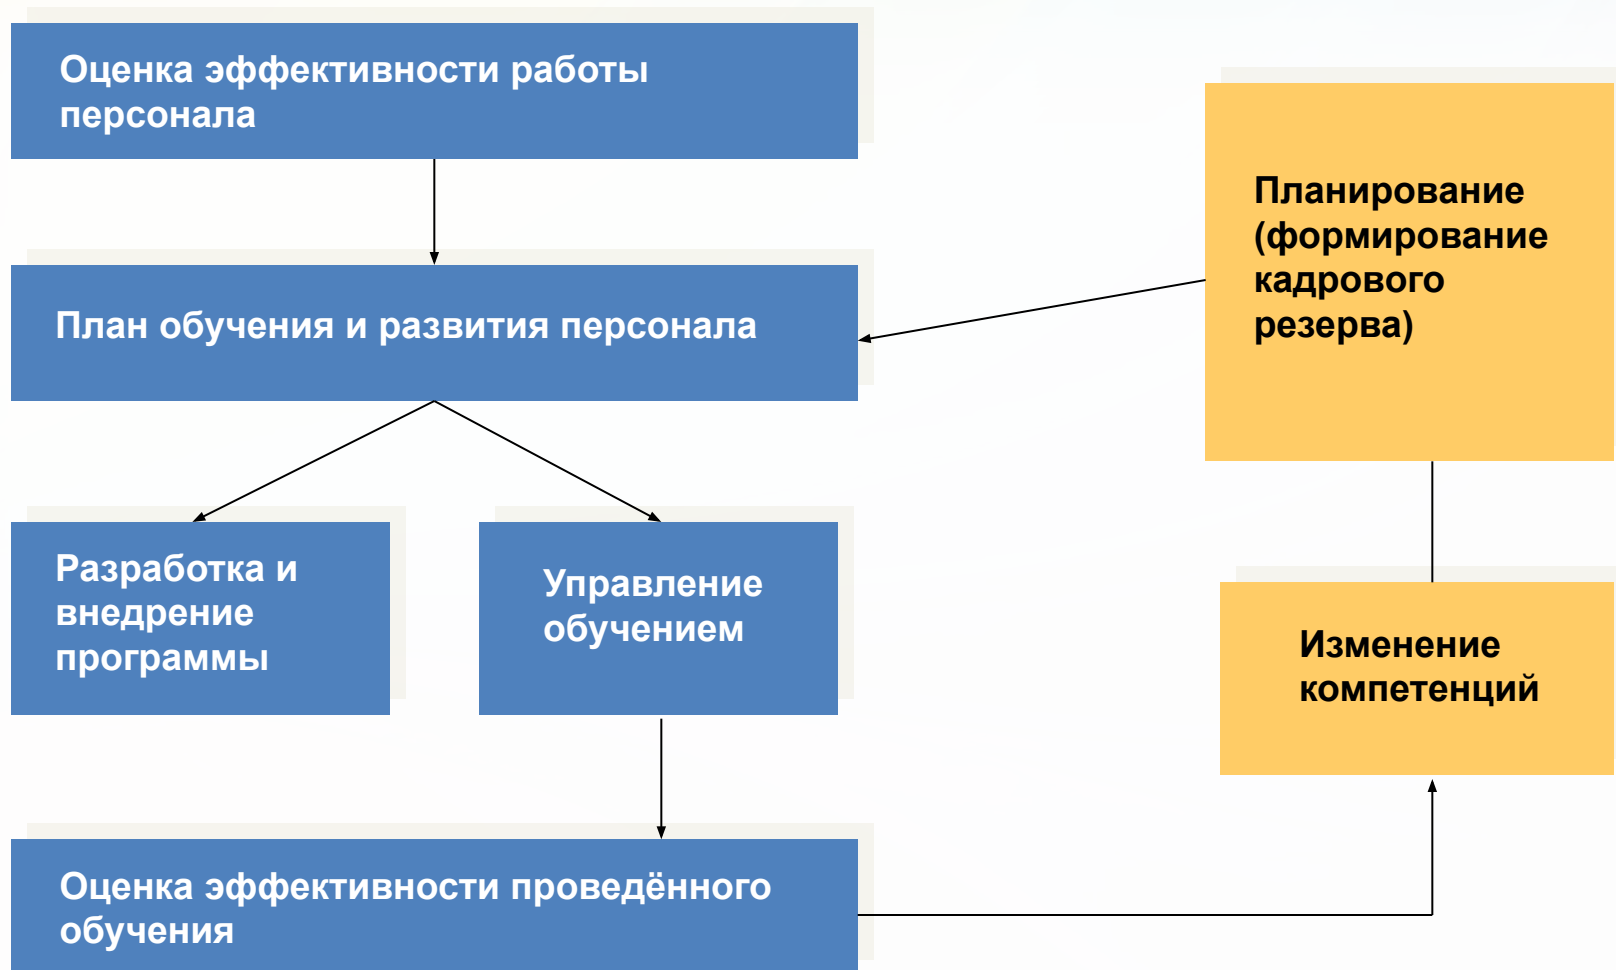 Оценка эффективности работы
персонала
Планирование
(формирование
кадрового
резерва)
План обучения и развития персонала
Разработка и
внедрение
программы
Управление
обучением
Изменение
компетенций
Оценка эффективности проведённого
обучения